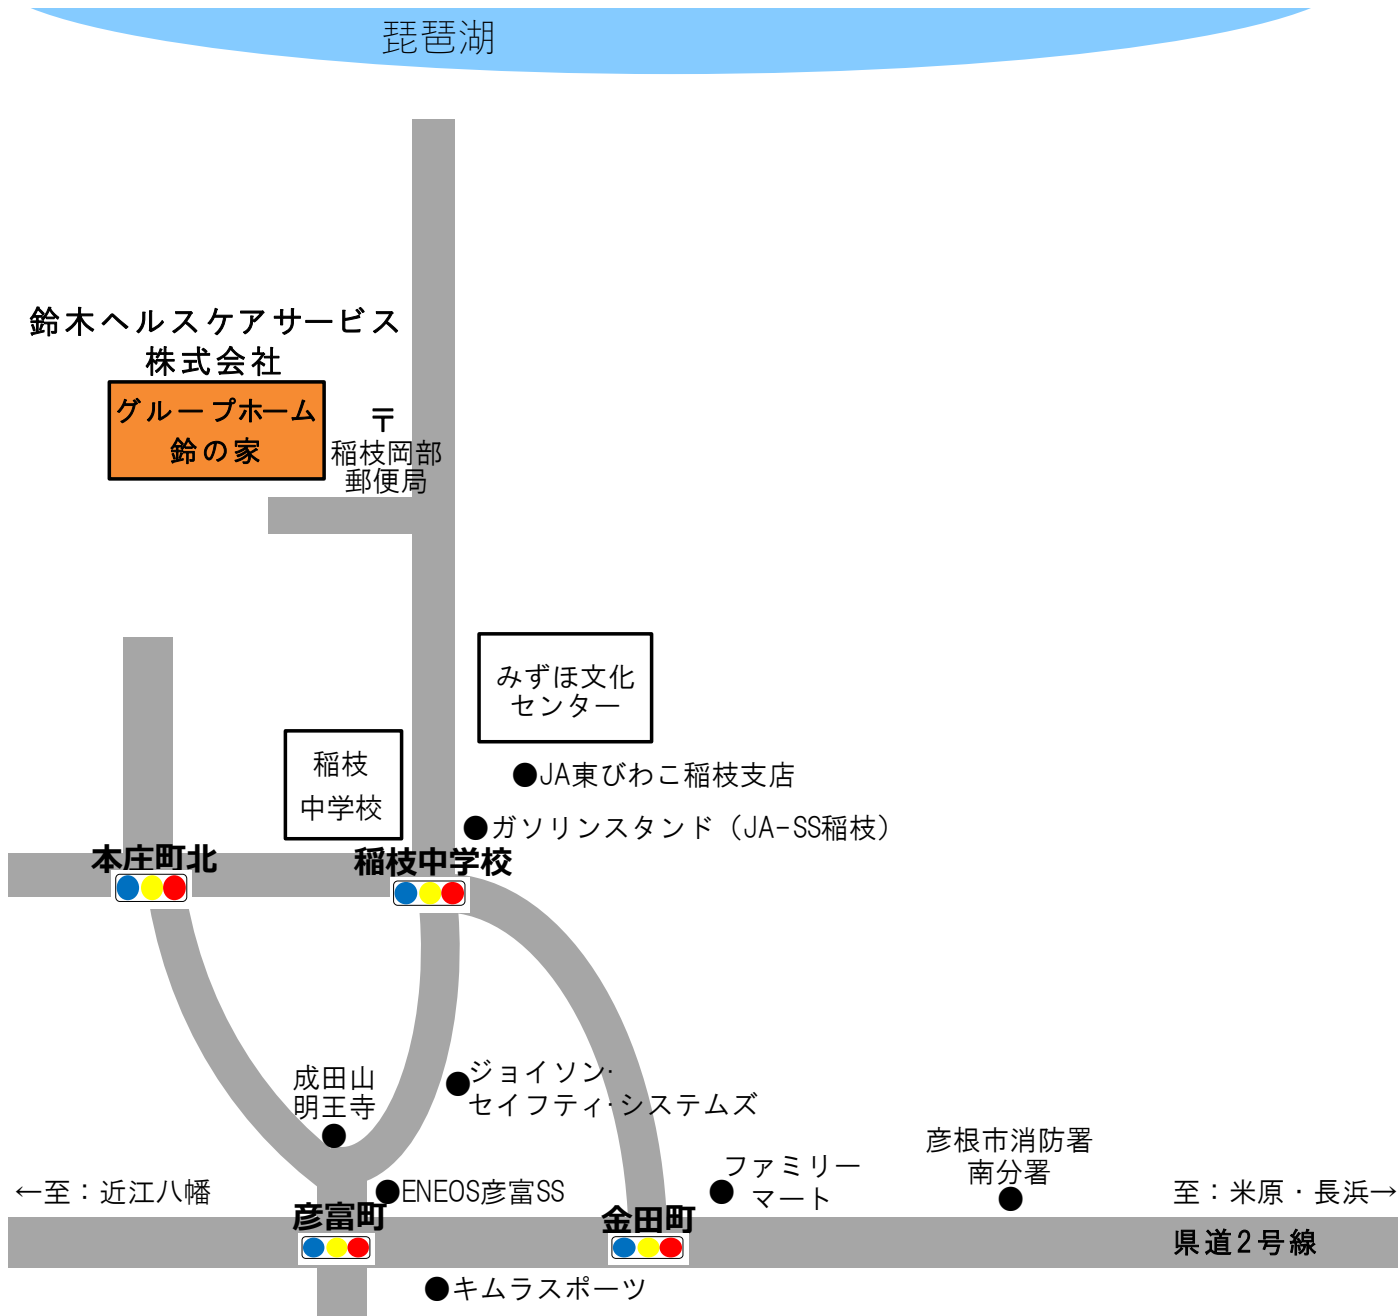 琵琶湖
鈴木ヘルスケアサービス
株式会社
グループホーム
鈴の家
〒
稲枝岡部
郵便局
みずほ文化
センター
稲枝
中学校
●JA東びわこ稲枝支店
●ガソリンスタンド（JA-SS稲枝）
本庄町北
稲枝中学校
成田山
明王寺
●ジョイソン・
セイフティ・システムズ
ファミリー
マート
彦根市消防署
南分署
←至：近江八幡
●ENEOS彦富SS
至：米原・長浜→
彦富町
金田町
県道2号線
●キムラスポーツ